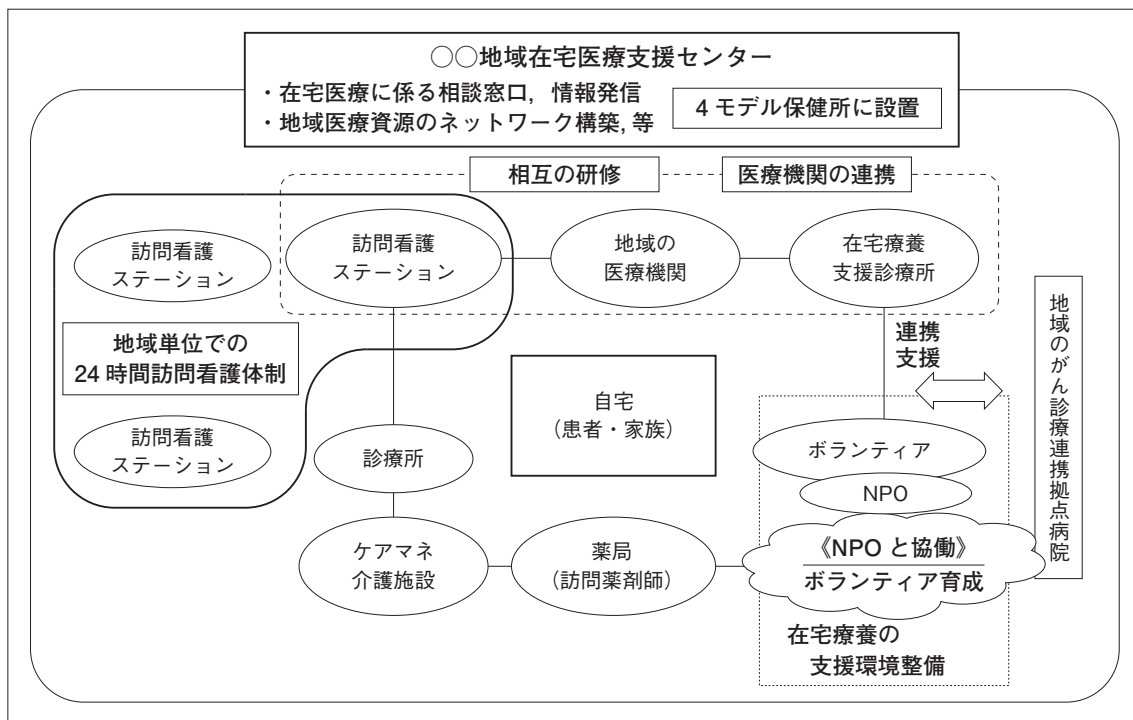 ○○地域在宅医療支援センター
・在宅医療に係る相談窓口，情報発信
・地域医療資源のネットワーク構築, 等
4モデル保健所に設置
相互の研修
医療機関の連携
訪問看護
ステーション
訪問看護
ステーション
地域の
医療機関
在宅療養
支援診療所
地域単位での
24時間訪問看護体制
連携
支援
地域のがん診療連携拠点病院
自宅
（患者・家族）
訪問看護
ステーション
診療所
ボランティア
NPO
ケアマネ
介護施設
薬局
（訪問薬剤師）
《NPOと協働》
ボランティア育成
在宅療養の
支援環境整備